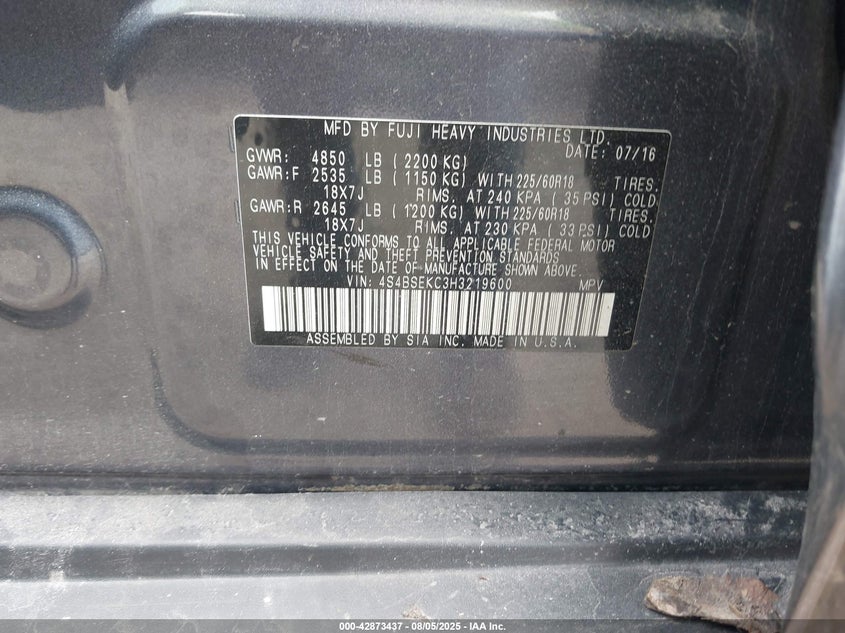 MFD BY FUJI HEAVY INDUSTRIES LTD.
DATE: 07/16
GVWR: 4850 LB (2200 KG)
GAWR:F 2535 LB (1150 KG) WITH 225/60R18 TIRES.
18X7J RIMS. AT 240 KPA (35 PSI) COLD
GAWR:R 2645 LB (1200 KG) WITH 225/60R18 TIRES.
18X7J RIMS. AT 230 KPA (33 PSI) COLD
THIS VEHICLE CONFORMS TO ALL APPLICABLE FEDERAL MOTOR
VEHICLE SAFETY AND THEFT PREVENTION STANDARDS
IN EFFECT ON THE DATE OF MANUFACTURE SHOWN ABOVE.
VIN: 4S4BSEKC3H3219600 MPV
ASSEMBLED BY SIA INC. MADE IN U.S.A.
000-42873437 - 08/05/2025 - IAA Inc.